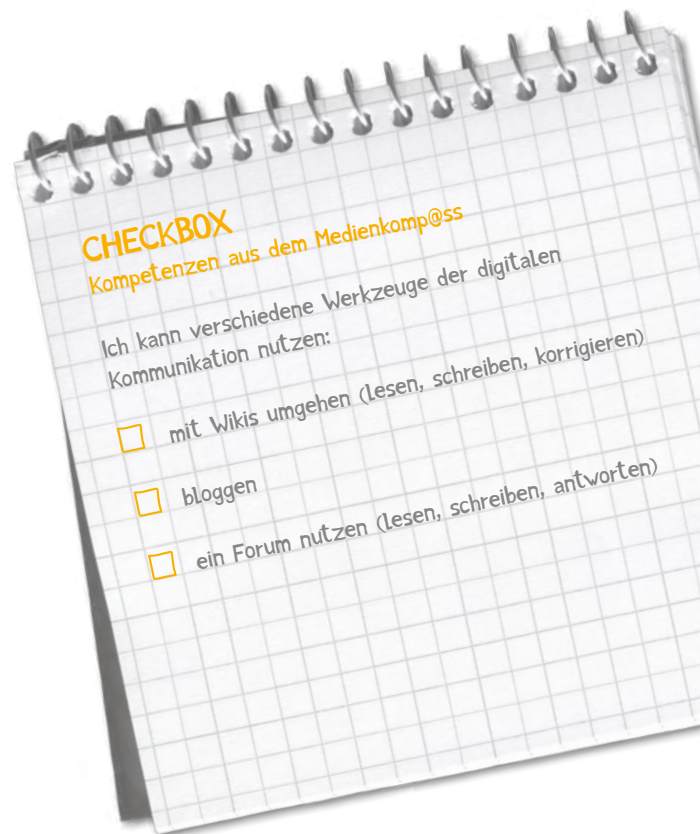 CHECKBOX
Kompetenzen aus dem Medienkomp@ss
Ich kann verschiedene Werkzeuge der digitalen
Kommunikation nutzen:
mit Wikis umgehen (lesen, schreiben, korrigieren)
bloggen
ein Forum nutzen (lesen, schreiben, antworten)